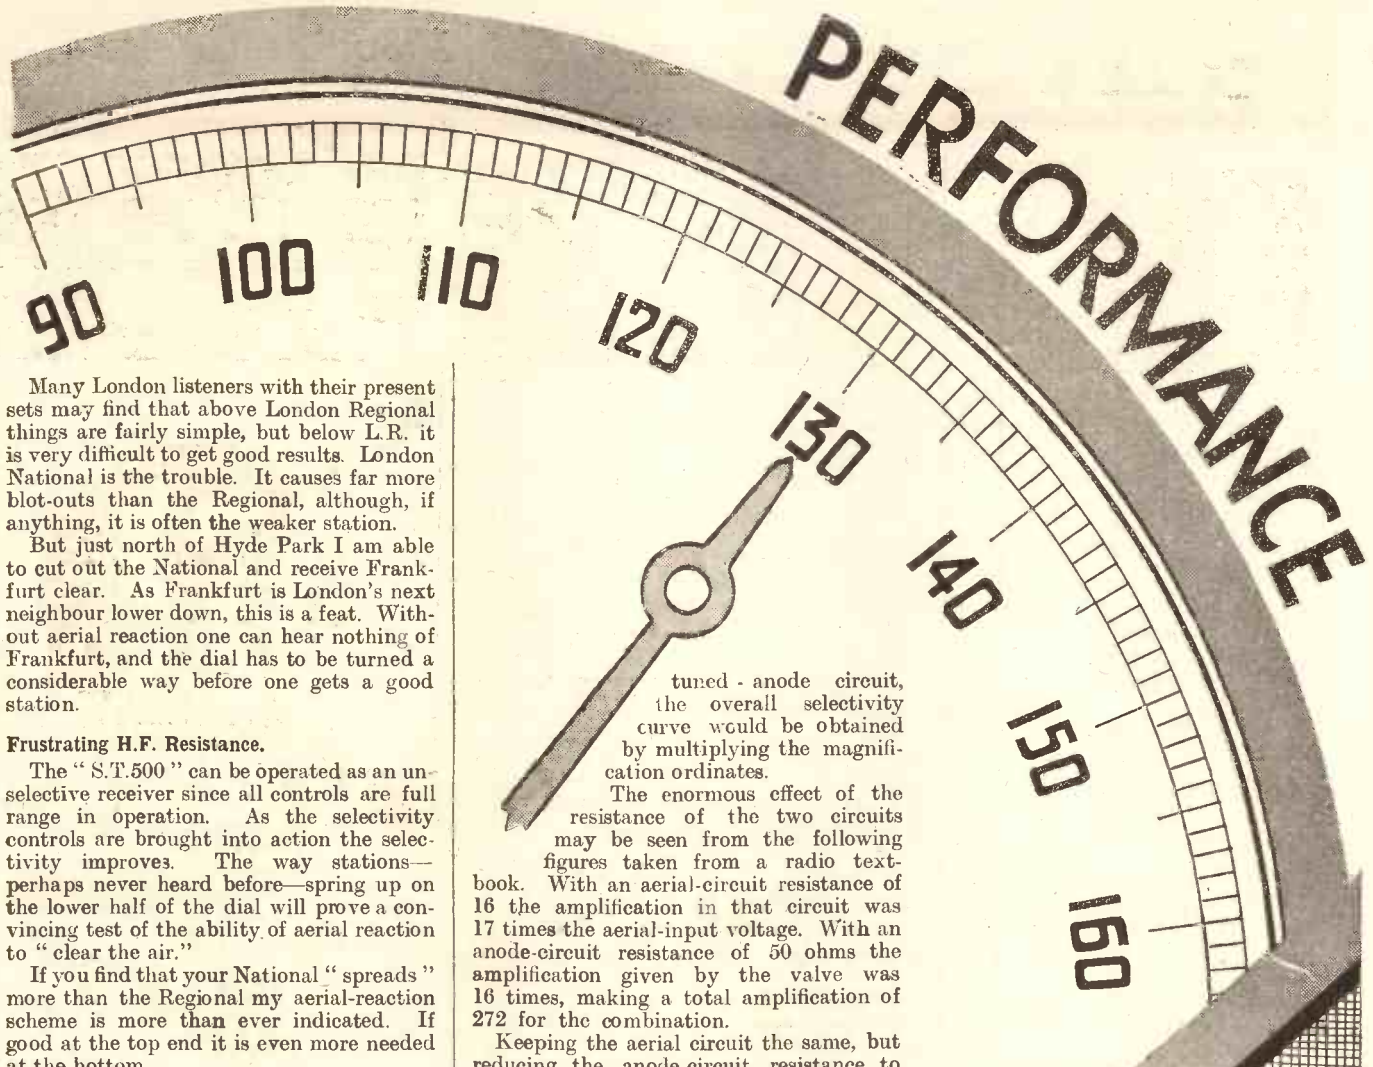 PERFORMANCE
90
100
110
120
130
140
150
160
Many London listeners with their present
sets may find that above London Regional
things are fairly simple, but below L.R. it
is very difficult to get good results. London
National is the trouble. It causes far more
blot-outs than the Regional, although, if
anything, it is often the weaker station.
But just north of Hyde Park I am able
to cut out the National and receive Frank-
furt clear. As Frankfurt is London's next
neighbour lower down, this is a feat. With-
out aerial reaction one can hear nothing of
Frankfurt, and the dial has to be turned a
considerable way before one gets a good
station.
Frustrating H.F. Resistance.
The “ S.T.500 ” can be operated as an un-
selective receiver since all controls are full
range in operation. As the selectivity
controls are brought into action the selec-
tivity improves. The way stations—
perhaps never heard before—spring up on
the lower half of the dial will prove a con-
vincing test of the ability of aerial reaction
to “ clear the air.”
If you find that your National “ spreads ”
more than the Regional my aerial-reaction
scheme is more than ever indicated. If
good at the top end it is even more needed
at the bottom.
tuned - anode circuit,
the overall selectivity
curve would be obtained
by multiplying the magnifi-
cation ordinates.
The enormous effect of the
resistance of the two circuits
may be seen from the following
figures taken from a radio text-
book. With an aerial-circuit resistance of
16 the amplification in that circuit was
17 times the aerial-input voltage. With an
anode-circuit resistance of 50 ohms the
amplification given by the valve was
16 times, making a total amplification of
272 for the combination.
Keeping the aerial circuit the same, but
reducing the anode-circuit resistance to